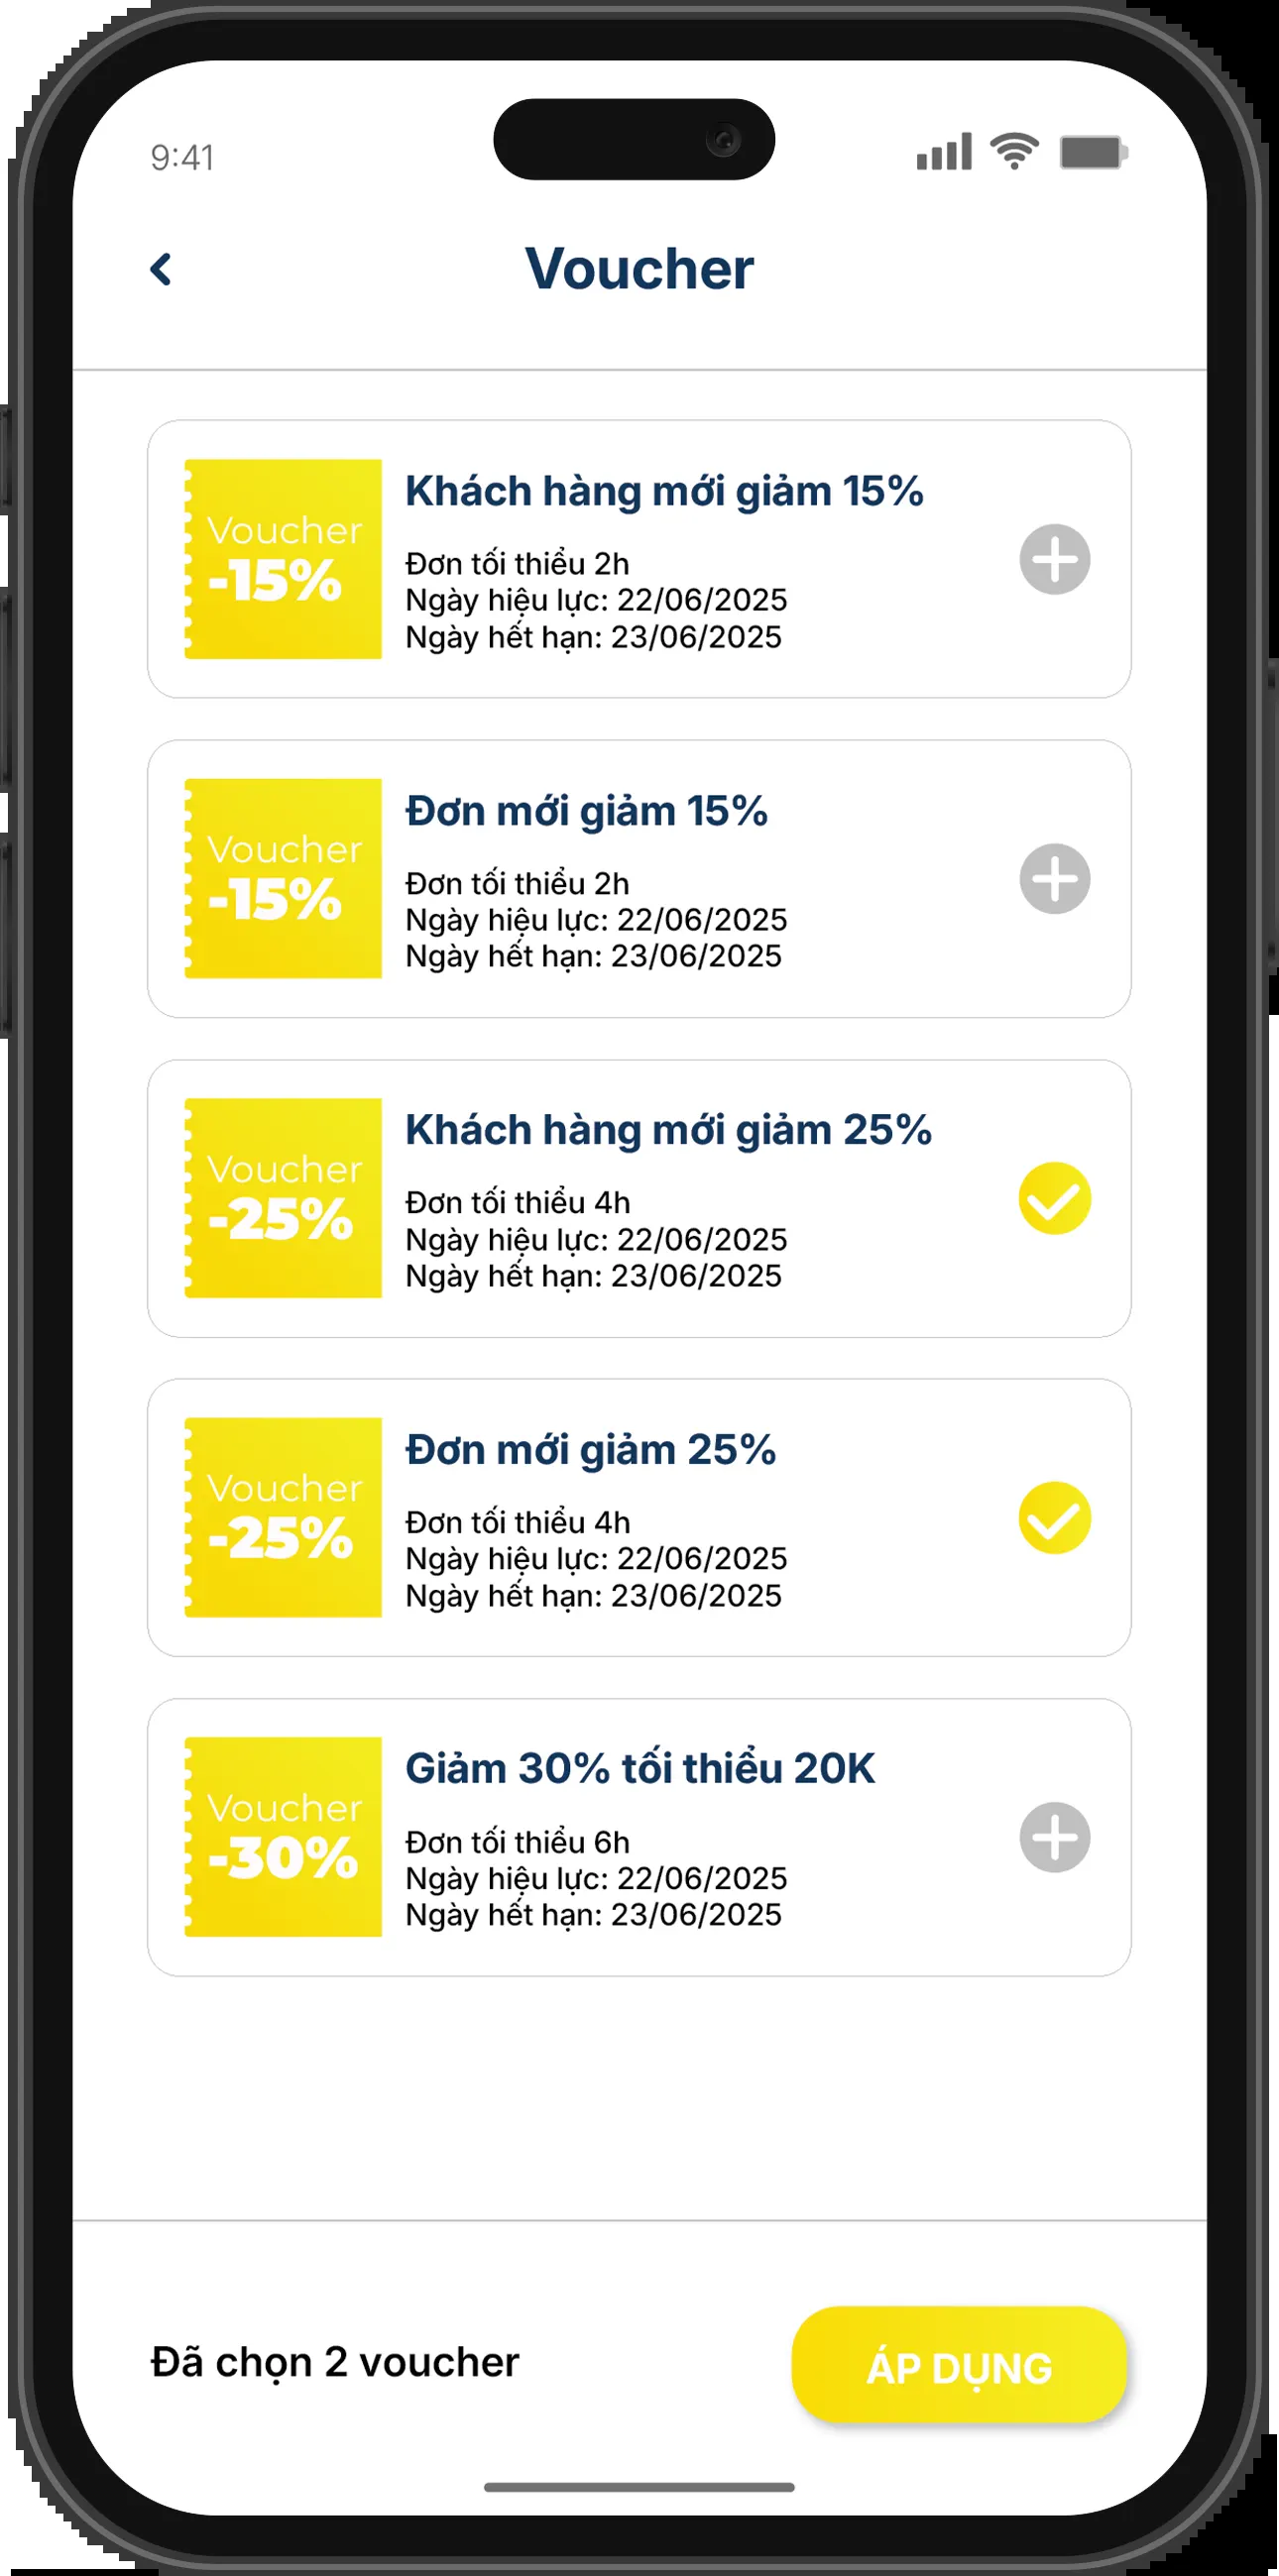 9:41
Voucher
Voucher
-15%
Khách hàng mới giảm 15%
Đơn tối thiểu 2h
Ngày hiệu lực: 22/06/2025
Ngày hết hạn: 23/06/2025
Voucher
-15%
Đơn mới giảm 15%
Đơn tối thiểu 2h
Ngày hiệu lực: 22/06/2025
Ngày hết hạn: 23/06/2025
Voucher
-25%
Khách hàng mới giảm 25%
Đơn tối thiểu 4h
Ngày hiệu lực: 22/06/2025
Ngày hết hạn: 23/06/2025
Voucher
-25%
Đơn mới giảm 25%
Đơn tối thiểu 4h
Ngày hiệu lực: 22/06/2025
Ngày hết hạn: 23/06/2025
Voucher
-30%
Giảm 30% tối thiểu 20K
Đơn tối thiểu 6h
Ngày hiệu lực: 22/06/2025
Ngày hết hạn: 23/06/2025
Đã chọn 2 voucher
ÁP DỤNG